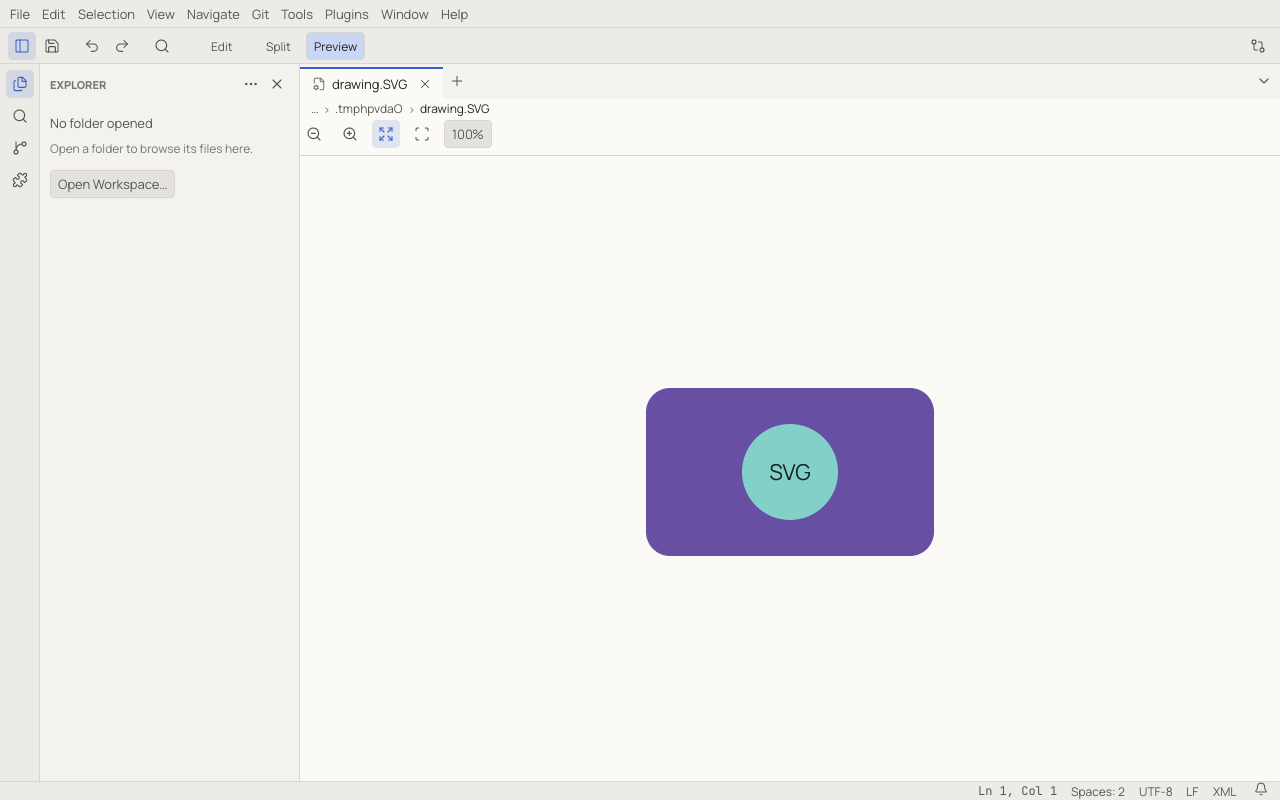 File Edit Selection View Navigate Git Tools Plugins Window Help
Edit Split Preview
EXPLORER
drawing.SVG
… › .tmphpvdaO › drawing.SVG
100%
No folder opened
Open a folder to browse its files here.
Open Workspace...
SVG
Ln 1, Col 1 Spaces: 2 UTF-8 LF XML